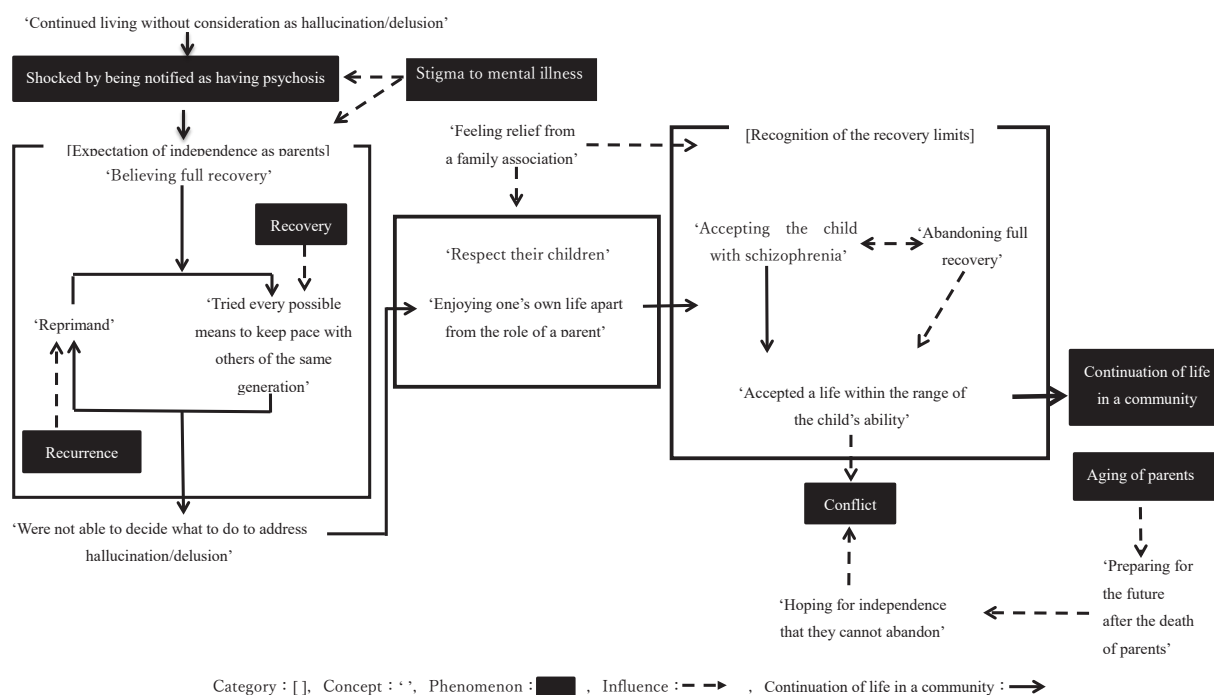 ‘Continued living without consideration as hallucination/delusion’
Shocked by being notified as having psychosis
Stigma to mental illness
[Expectation of independence as parents]
‘Believing full recovery’
Recovery
‘Reprimand’
‘Tried every possible
means to keep pace with
others of the same
generation’
Recurrence
‘Were not able to decide what to do to address
hallucination/delusion’
‘Feeling relief from
a family association’
‘Respect their children’
‘Enjoying one’s own life apart
from the role of a parent’
[Recognition of the recovery limits]
‘Accepting the child
with schizophrenia’
‘Abandoning full
recovery’
‘Accepted a life within the range of
the child’s ability’
Continuation of life
in a community
Conflict
Aging of parents
‘Hoping for independence
that they cannot abandon’
‘Preparing for
the future
after the death
of parents’
Category : [ ], Concept : ‘ ’, Phenomenon : , Influence : , Continuation of life in a community :